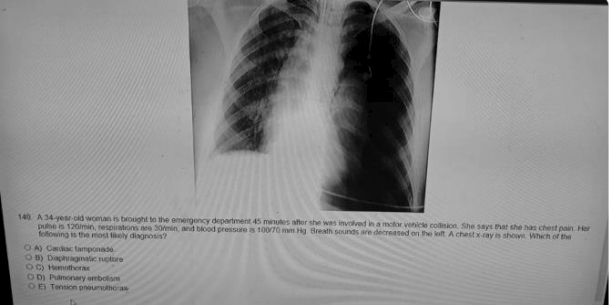 149. A 34-year-old woman is brought to the emergency department 45 minutes after she was involved in a motor vehicle collision. She says that she has chest pain. Her
pulse is 120/min, respirations are 30/min, and blood pressure is 100/70 mm Hg. Breath sounds are decreased on the left. A chest x-ray is shown. Which of the
following is the most likely diagnosis?
A) Cardiac tamponade
B) Diaphragmatic rupture
C) Hemothorax
D) Pulmonary embolism
E) Tension pneumothorax